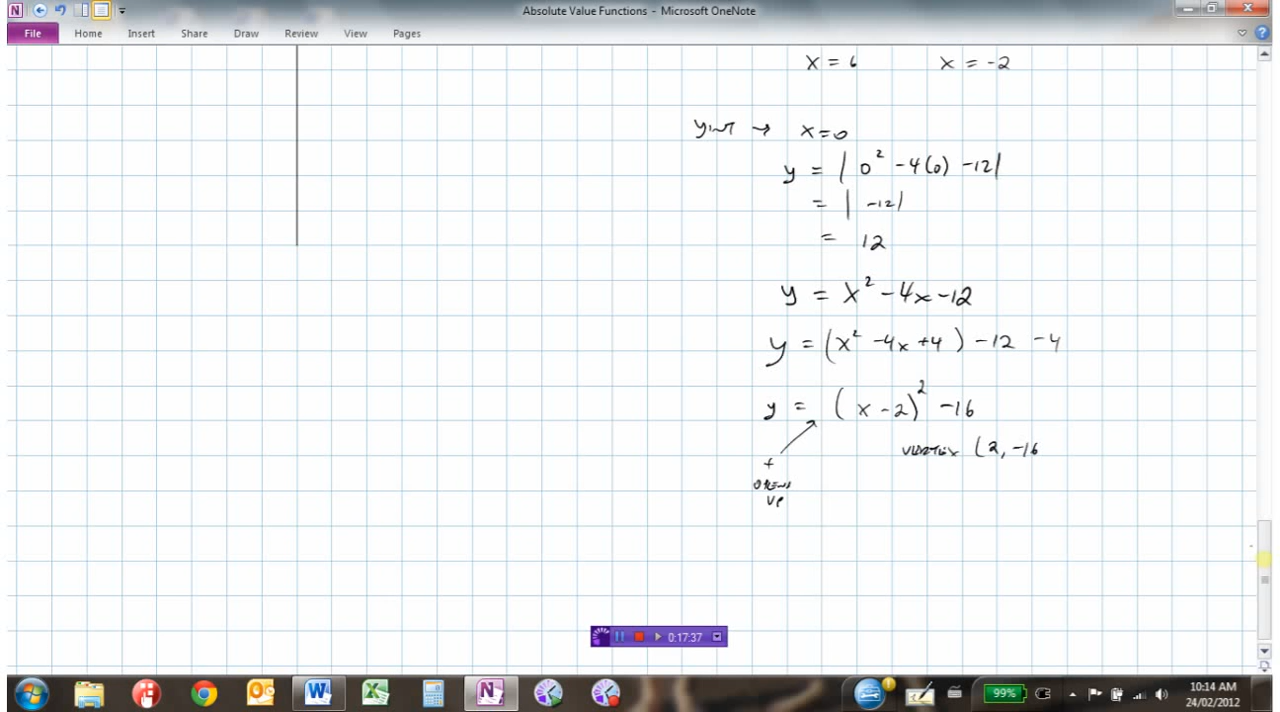 Absolute Value Functions - Microsoft OneNote
File Home Insert Share Draw Review View Pages
x = 6 x = -2
yINT → x=0
y = | 0² -4(0) -12|
= | -12|
= 12
y = x² -4x -12
y = (x² -4x +4 ) -12 -4
y = ( x -2)² -16
VERTEX (2, -16
+
OPENS
UP
0:17:37
99%
10:14 AM
24/02/2012